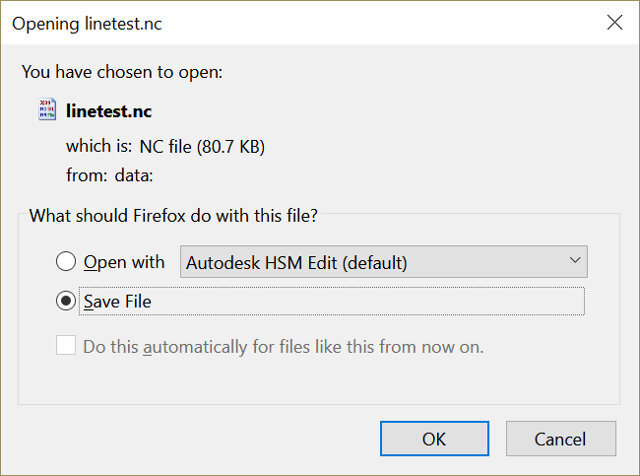 Opening linetest.nc
You have chosen to open:
linetest.nc
which is: NC file (80.7 KB)
from: data:
What should Firefox do with this file?
Open with Autodesk HSM Edit (default)
Save File
Do this automatically for files like this from now on.
OK Cancel